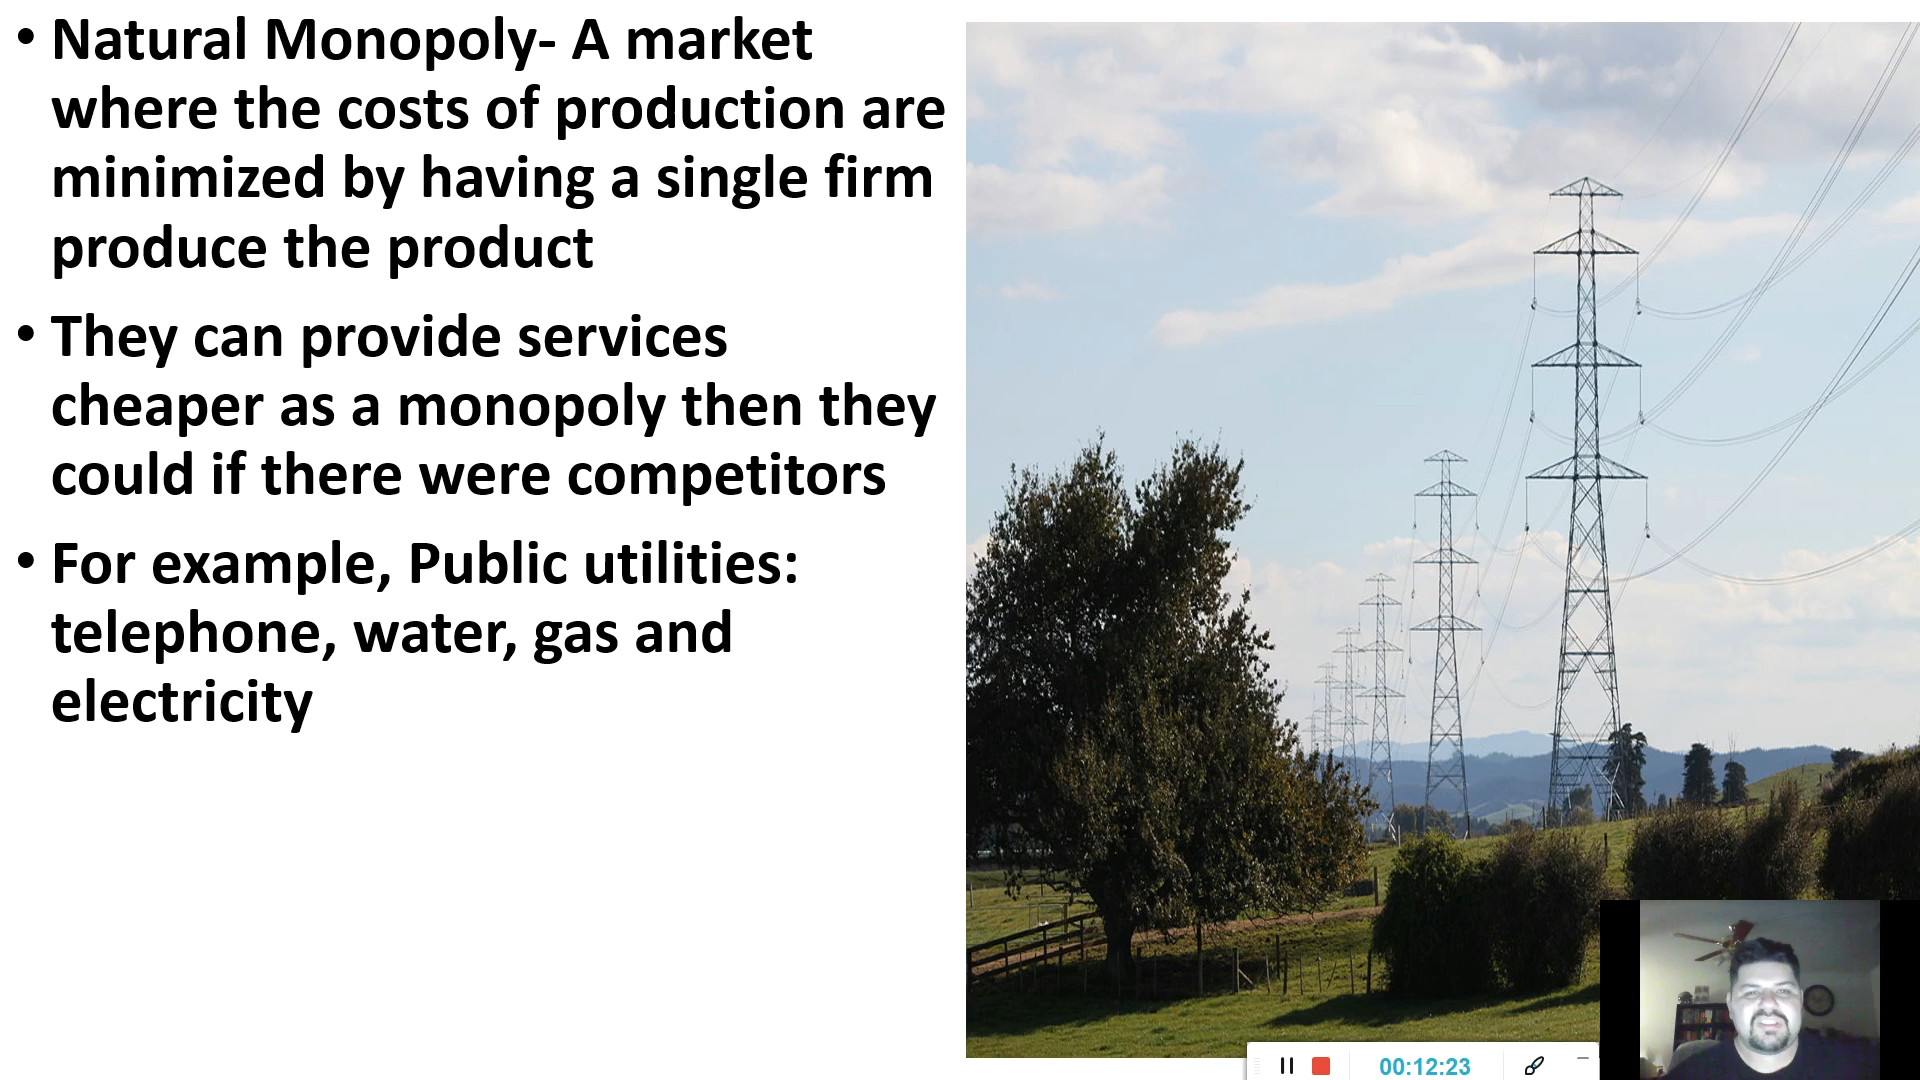 • Natural Monopoly- A market
where the costs of production are
minimized by having a single firm
produce the product
• They can provide services
cheaper as a monopoly then they
could if there were competitors
• For example, Public utilities:
telephone, water, gas and
electricity
00:12:23